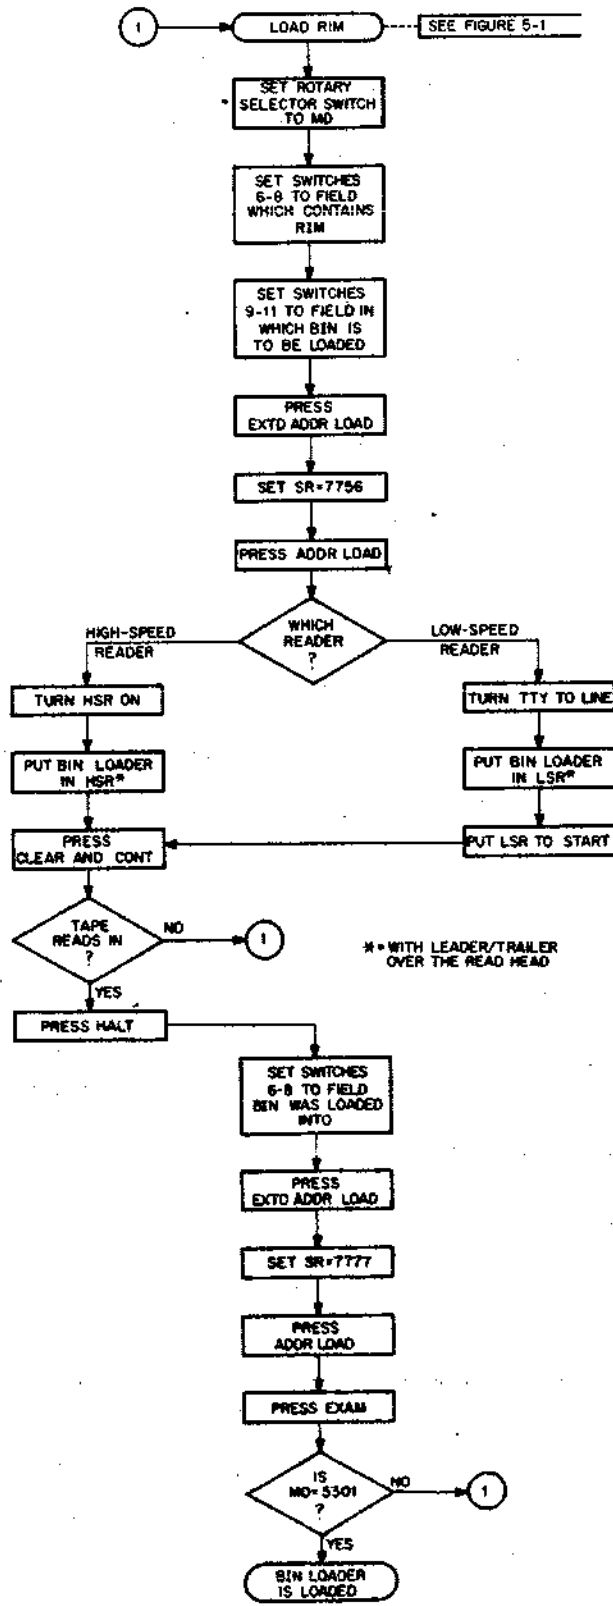 1
LOAD RIM
SEE FIGURE 5-1
SET ROTARY
SELECTOR SWITCH
TO MD
SET SWITCHES
6-8 TO FIELD
WHICH CONTAINS
RIM
SET SWITCHES
9-11 TO FIELD IN
WHICH BIN IS
TO BE LOADED
PRESS
EXTD ADDR LOAD
SET SR=7756
PRESS ADDR LOAD
WHICH
READER
?
HIGH-SPEED
READER
LOW-SPEED
READER
TURN HSR ON
TURN TTY TO LINE
PUT BIN LOADER
IN HSR*
PUT BIN LOADER
IN LSR*
PRESS
CLEAR AND CONT
PUT LSR TO START
TAPE
READS IN
?
NO
1
*=WITH LEADER/TRAILER
OVER THE READ HEAD
YES
PRESS HALT
SET SWITCHES
6-8 TO FIELD
BIN WAS LOADED
INTO
PRESS
EXTD ADDR LOAD
SET SR=7777
PRESS
ADDR LOAD
PRESS EXAM
IS
MD=5301
?
NO
1
YES
BIN LOADER
IS LOADED